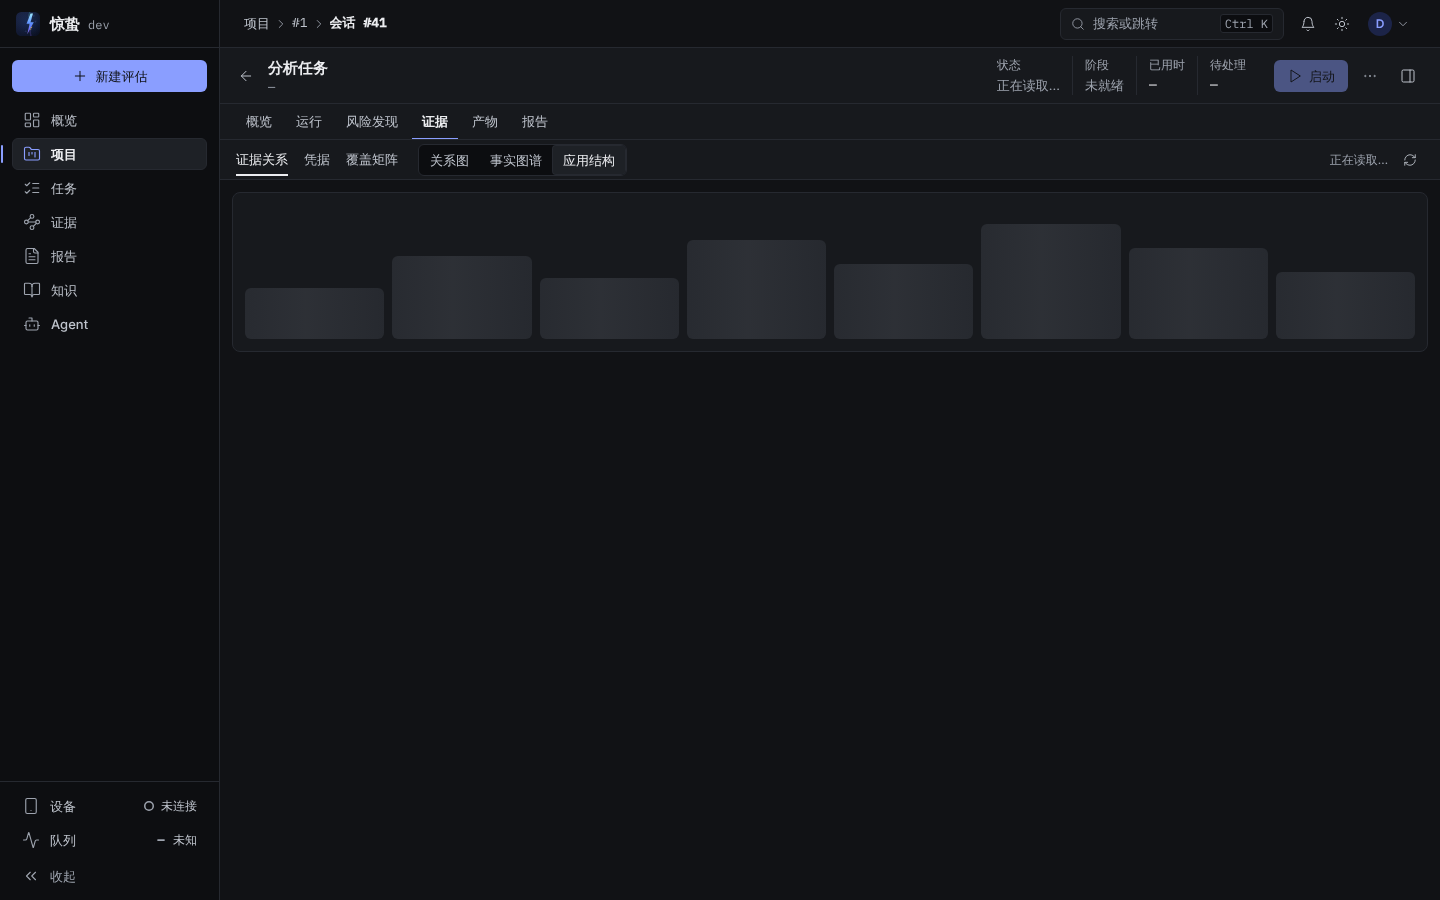 惊蛰 dev
项目 > #1 > 会话 #41
搜索或跳转 Ctrl K
D
新建评估
概览
项目
任务
证据
报告
知识
Agent
分析任务
—
状态 正在读取...
阶段 未就绪
已用时 —
待处理 —
启动
概览 运行 风险发现 证据 产物 报告
证据关系 凭据 覆盖矩阵 关系图 事实图谱 应用结构 正在读取...
设备 未连接
队列 — 未知
收起